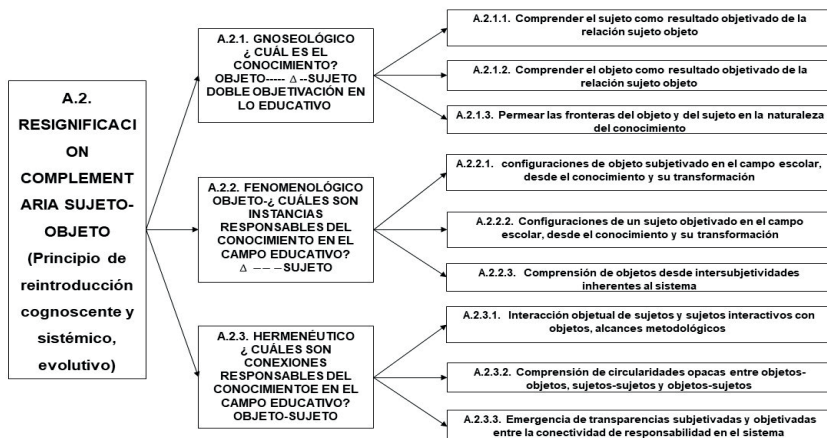 A.2.
RESIGNIFICACI
ON
COMPLEMENT
ARIA SUJETO-
OBJETO
(Principio de
reintroducción
cognoscente y
sistémico,
evolutivo)
A.2.1. GNOSEOLÓGICO
¿ CUÁL ES EL
CONOCIMIENTO?
OBJETO----- Δ --SUJETO
DOBLE OBJETIVACIÓN EN
LO EDUCATIVO
A.2.1.1. Comprender el sujeto como resultado objetivado de la
relación sujeto objeto
A.2.1.2. Comprender el objeto como resultado objetivado de la
relación sujeto objeto
A.2.1.3. Permear las fronteras del objeto y del sujeto en la naturaleza
del conocimiento
A.2.2. FENOMENOLÓGICO
OBJETO-¿ CUÁLES SON
INSTANCIAS
RESPONSABLES DEL
CONOCIMIENTO EN EL
CAMPO EDUCATIVO?
Δ – – –SUJETO
A.2.2.1. configuraciones de objeto subjetivado en el campo escolar,
desde el conocimiento y su transformación
A.2.2.2. Configuraciones de un sujeto objetivado en el campo
escolar, desde el conocimiento y su transformación
A.2.2.3. Comprensión de objetos desde intersubjetividades
inherentes al sistema
A.2.3. HERMENÉUTICO
¿ CUÁLES SON
CONEXIONES
RESPONSABLES DEL
CONOCIMIENTOE EN EL
CAMPO EDUCATIVO?
OBJETO-SUJETO
A.2.3.1. Interacción objetual de sujetos y sujetos interactivos con
objetos, alcances metodológicos
A.2.3.2. Comprensión de circularidades opacas entre objetos-
objetos, sujetos-sujetos y objetos-sujetos
A.2.3.3. Emergencia de transparencias subjetivadas y objetivadas
entre la conectividad de responsabilidad en el sistema